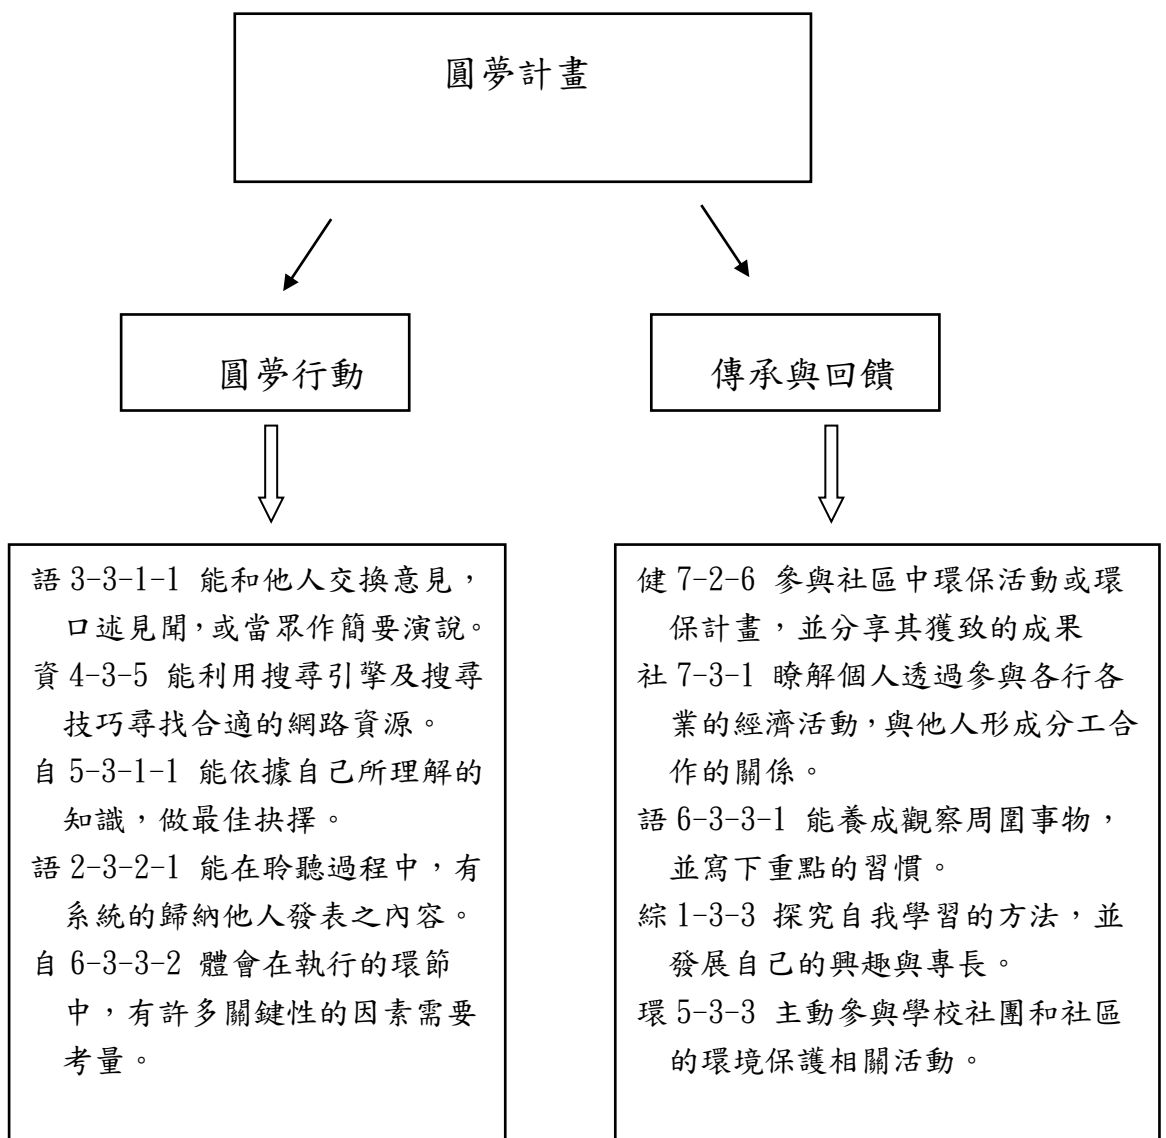 圓夢計畫
圓夢行動
傳承與回饋
語 3-3-1-1 能和他人交換意見，
口述見聞，或當眾作簡要演說。
資 4-3-5 能利用搜尋引擎及搜尋
技巧尋找合適的網路資源。
自 5-3-1-1 能依據自己所理解的
知識，做最佳抉擇。
語 2-3-2-1 能在聆聽過程中，有
系統的歸納他人發表之內容。
自 6-3-3-2 體會在執行的環節
中，有許多關鍵性的因素需要
考量。
健 7-2-6 參與社區中環保活動或環
保計畫，並分享其獲致的成果
社 7-3-1 瞭解個人透過參與各行各
業的經濟活動，與他人形成分工合
作的關係。
語 6-3-3-1 能養成觀察周圍事物，
並寫下重點的習慣。
綜 1-3-3 探究自我學習的方法，並
發展自己的興趣與專長。
環 5-3-3 主動參與學校社團和社區
的環境保護相關活動。